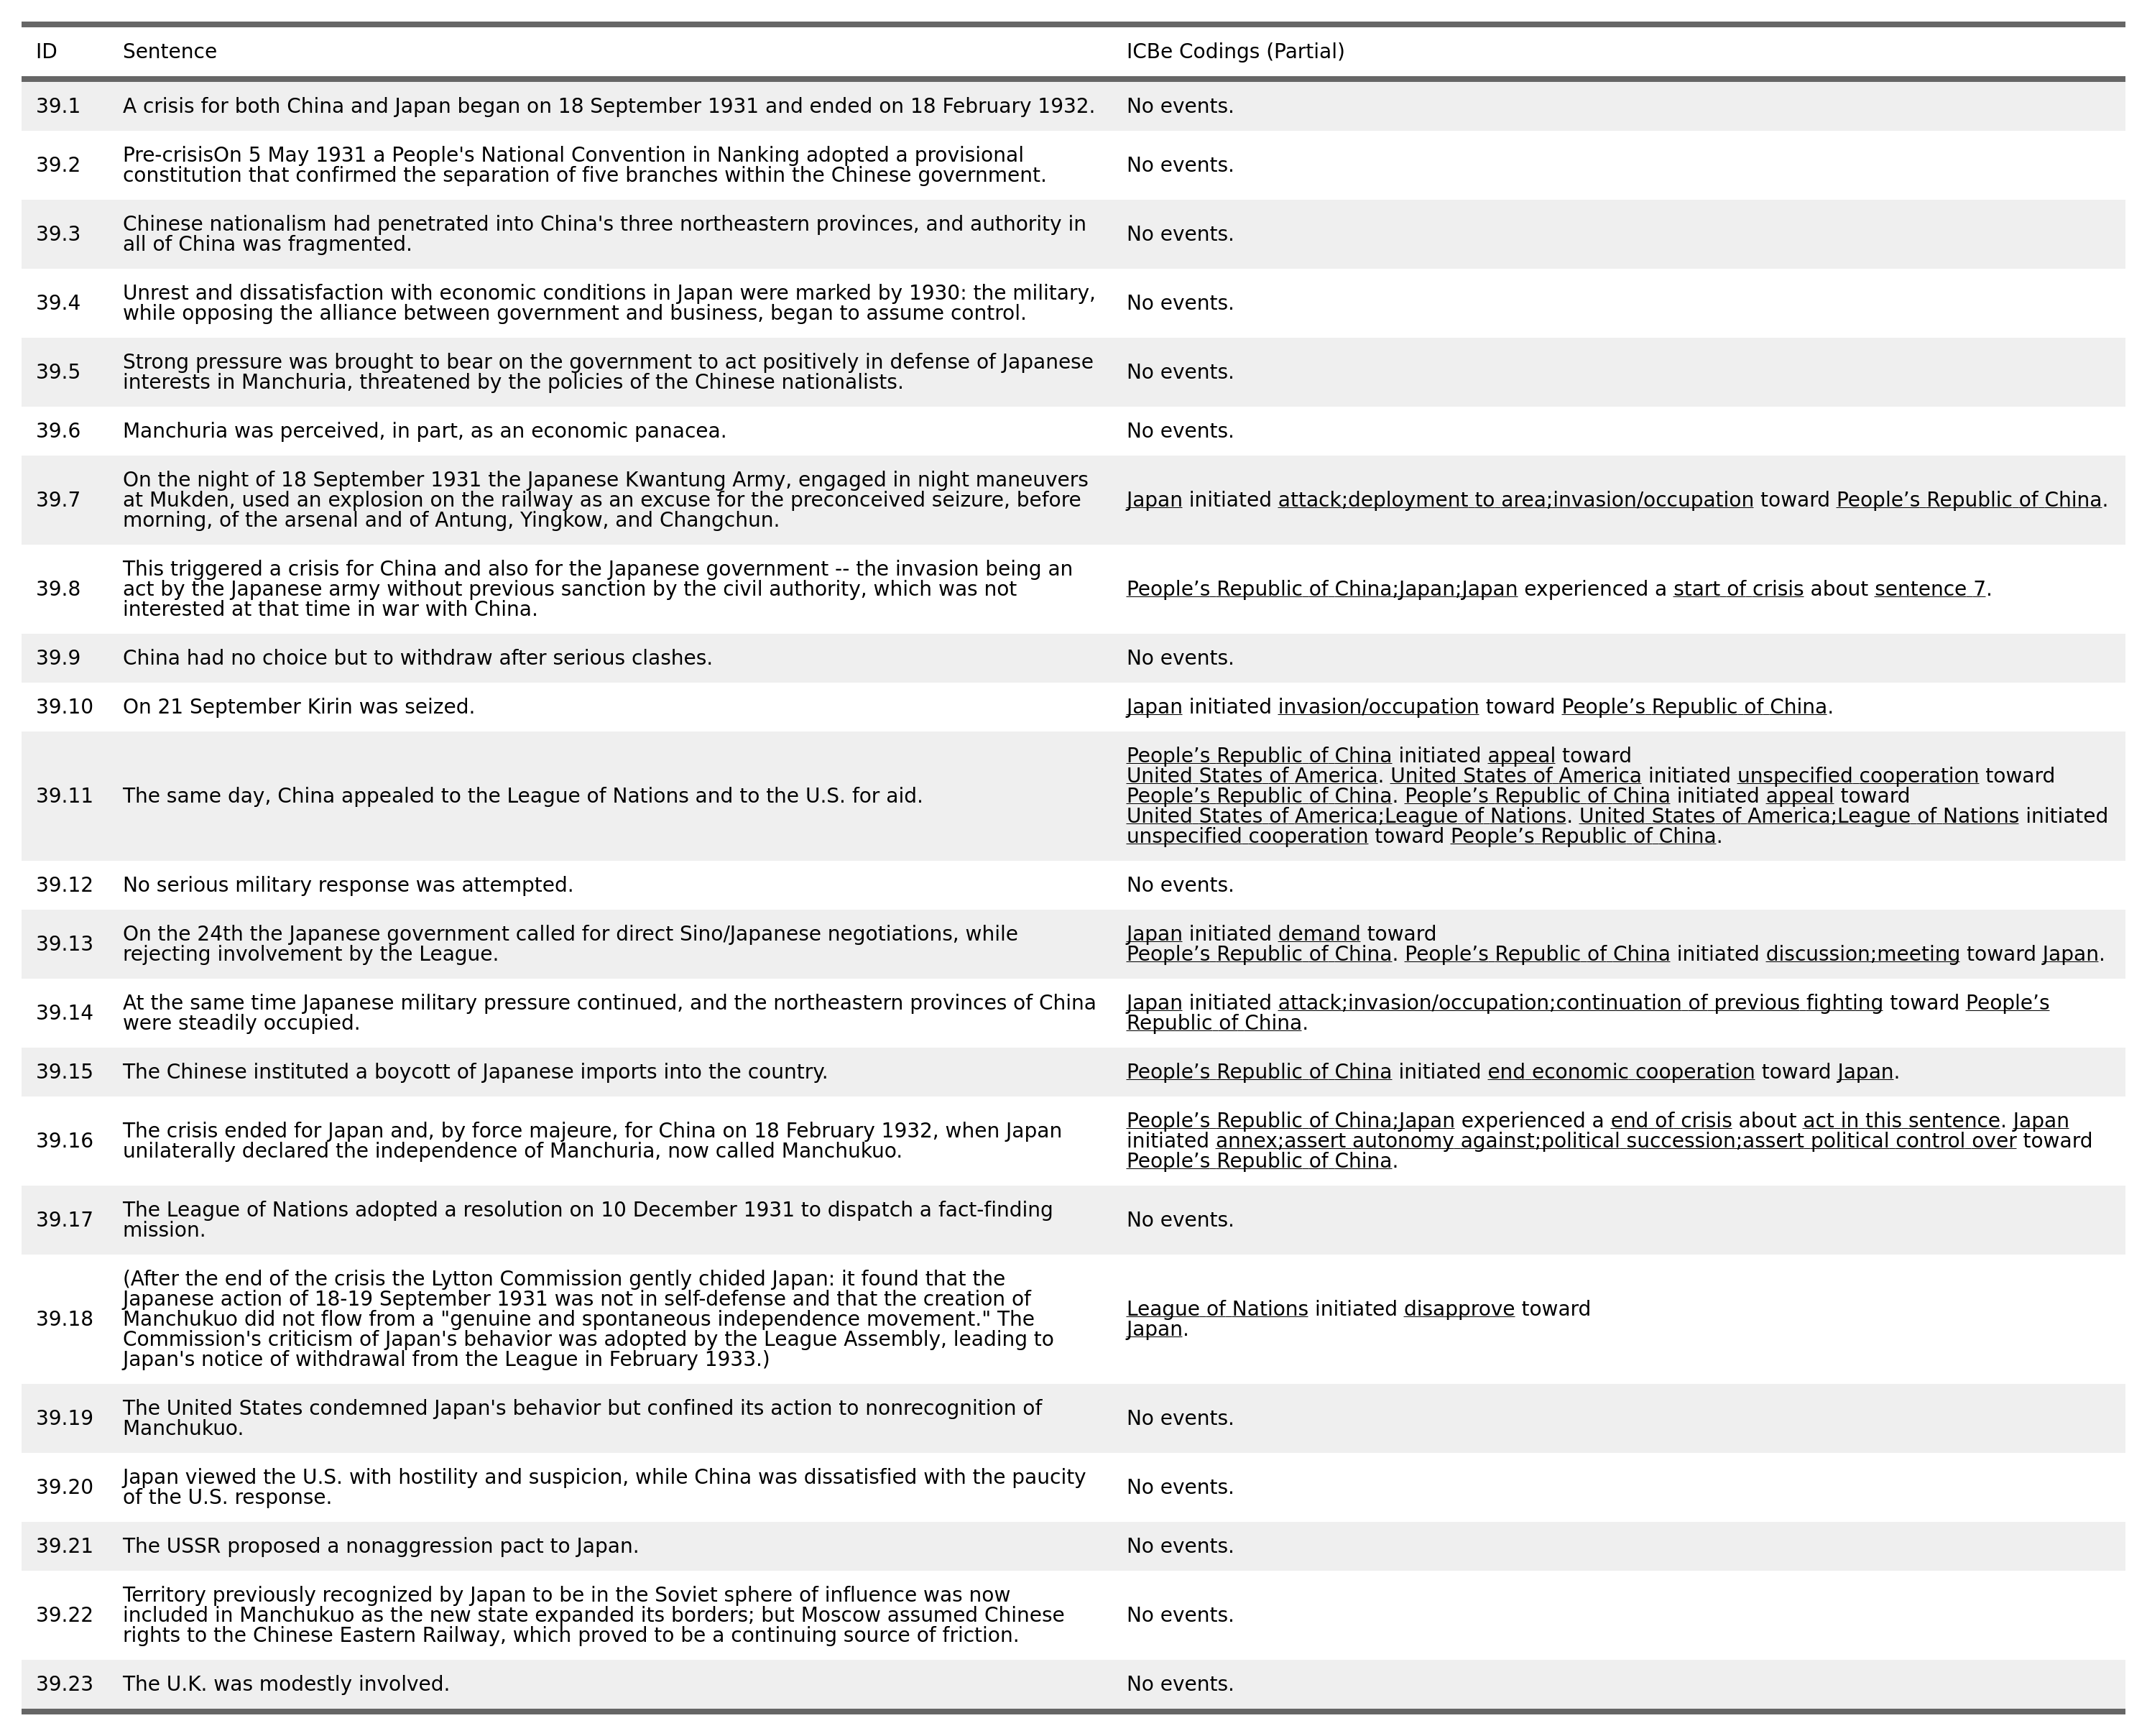 ID Sentence ICBe Codings (Partial)
39.1 A crisis for both China and Japan began on 18 September 1931 and ended on 18 February 1932. No events.
39.2 Pre-crisisOn 5 May 1931 a People's National Convention in Nanking adopted a provisional
constitution that confirmed the separation of five branches within the Chinese government. No events.
39.3 Chinese nationalism had penetrated into China's three northeastern provinces, and authority in
all of China was fragmented. No events.
39.4 Unrest and dissatisfaction with economic conditions in Japan were marked by 1930: the military,
while opposing the alliance between government and business, began to assume control. No events.
39.5 Strong pressure was brought to bear on the government to act positively in defense of Japanese
interests in Manchuria, threatened by the policies of the Chinese nationalists. No events.
39.6 Manchuria was perceived, in part, as an economic panacea. No events.
39.7 On the night of 18 September 1931 the Japanese Kwantung Army, engaged in night maneuvers
at Mukden, used an explosion on the railway as an excuse for the preconceived seizure, before
morning, of the arsenal and of Antung, Yingkow, and Changchun.
Japan initiated attack;deployment to area;invasion/occupation toward People’s Republic of China.
39.8 This triggered a crisis for China and also for the Japanese government -- the invasion being an
act by the Japanese army without previous sanction by the civil authority, which was not
interested at that time in war with China.
People’s Republic of China;Japan;Japan experienced a start of crisis about sentence 7.
39.9 China had no choice but to withdraw after serious clashes. No events.
39.10 On 21 September Kirin was seized. Japan initiated invasion/occupation toward People’s Republic of China.
39.11 The same day, China appealed to the League of Nations and to the U.S. for aid.
People’s Republic of China initiated appeal toward
United States of America. United States of America initiated unspecified cooperation toward
People’s Republic of China. People’s Republic of China initiated appeal toward
United States of America;League of Nations. United States of America;League of Nations initiated
unspecified cooperation toward People’s Republic of China.
39.12 No serious military response was attempted. No events.
39.13 On the 24th the Japanese government called for direct Sino/Japanese negotiations, while
rejecting involvement by the League.
Japan initiated demand toward
People’s Republic of China. People’s Republic of China initiated discussion;meeting toward Japan.
39.14 At the same time Japanese military pressure continued, and the northeastern provinces of China
were steadily occupied.
Japan initiated attack;invasion/occupation;continuation of previous fighting toward People’s
Republic of China.
39.15 The Chinese instituted a boycott of Japanese imports into the country. People’s Republic of China initiated end economic cooperation toward Japan.
39.16 The crisis ended for Japan and, by force majeure, for China on 18 February 1932, when Japan
unilaterally declared the independence of Manchuria, now called Manchukuo.
People’s Republic of China;Japan experienced a end of crisis about act in this sentence. Japan
initiated annex;assert autonomy against;political succession;assert political control over toward
People’s Republic of China.
39.17 The League of Nations adopted a resolution on 10 December 1931 to dispatch a fact-finding
mission. No events.
39.18 (After the end of the crisis the Lytton Commission gently chided Japan: it found that the
Japanese action of 18-19 September 1931 was not in self-defense and that the creation of
Manchukuo did not flow from a "genuine and spontaneous independence movement." The
Commission's criticism of Japan's behavior was adopted by the League Assembly, leading to
Japan's notice of withdrawal from the League in February 1933.)
League of Nations initiated disapprove toward
Japan.
39.19 The United States condemned Japan's behavior but confined its action to nonrecognition of
Manchukuo. No events.
39.20 Japan viewed the U.S. with hostility and suspicion, while China was dissatisfied with the paucity
of the U.S. response. No events.
39.21 The USSR proposed a nonaggression pact to Japan. No events.
39.22 Territory previously recognized by Japan to be in the Soviet sphere of influence was now
included in Manchukuo as the new state expanded its borders; but Moscow assumed Chinese
rights to the Chinese Eastern Railway, which proved to be a continuing source of friction. No events.
39.23 The U.K. was modestly involved. No events.